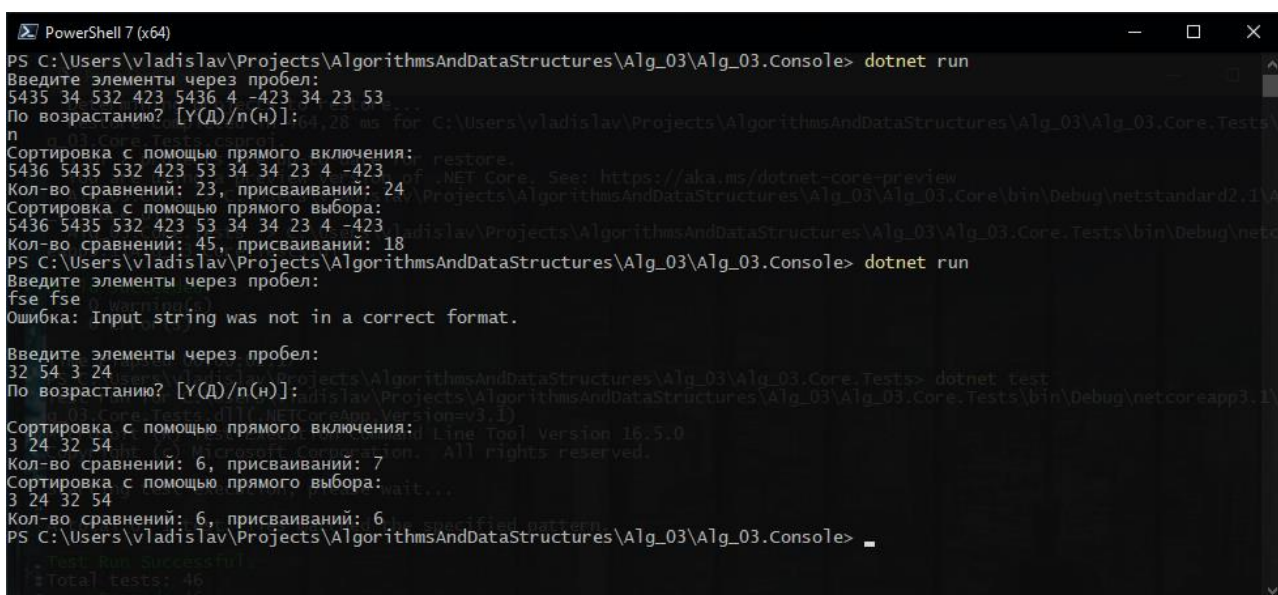 PowerShell 7 (x64)
PS C:\Users\vladislav\Projects\AlgorithmsAndDataStructures\Alg_03\Alg_03.Console> dotnet run
Введите элементы через пробел:
5435 34 532 423 5436 4 -423 34 23 53
По возрастанию? [Y(Д)/n(н)]:
n
Сортировка с помощью прямого включения:
5436 5435 532 423 53 34 34 23 4 -423
Кол-во сравнений: 23, присваиваний: 24
Сортировка с помощью прямого выбора:
5436 5435 532 423 53 34 34 23 4 -423
Кол-во сравнений: 45, присваиваний: 18
PS C:\Users\vladislav\Projects\AlgorithmsAndDataStructures\Alg_03\Alg_03.Console> dotnet run
Введите элементы через пробел:
fse fse
Ошибка: Input string was not in a correct format.
Введите элементы через пробел:
32 54 3 24
По возрастанию? [Y(Д)/n(н)]:
Сортировка с помощью прямого включения:
3 24 32 54
Кол-во сравнений: 6, присваиваний: 7
Сортировка с помощью прямого выбора:
3 24 32 54
Кол-во сравнений: 6, присваиваний: 6
PS C:\Users\vladislav\Projects\AlgorithmsAndDataStructures\Alg_03\Alg_03.Console>
Test Run Successful.
Total tests: 46